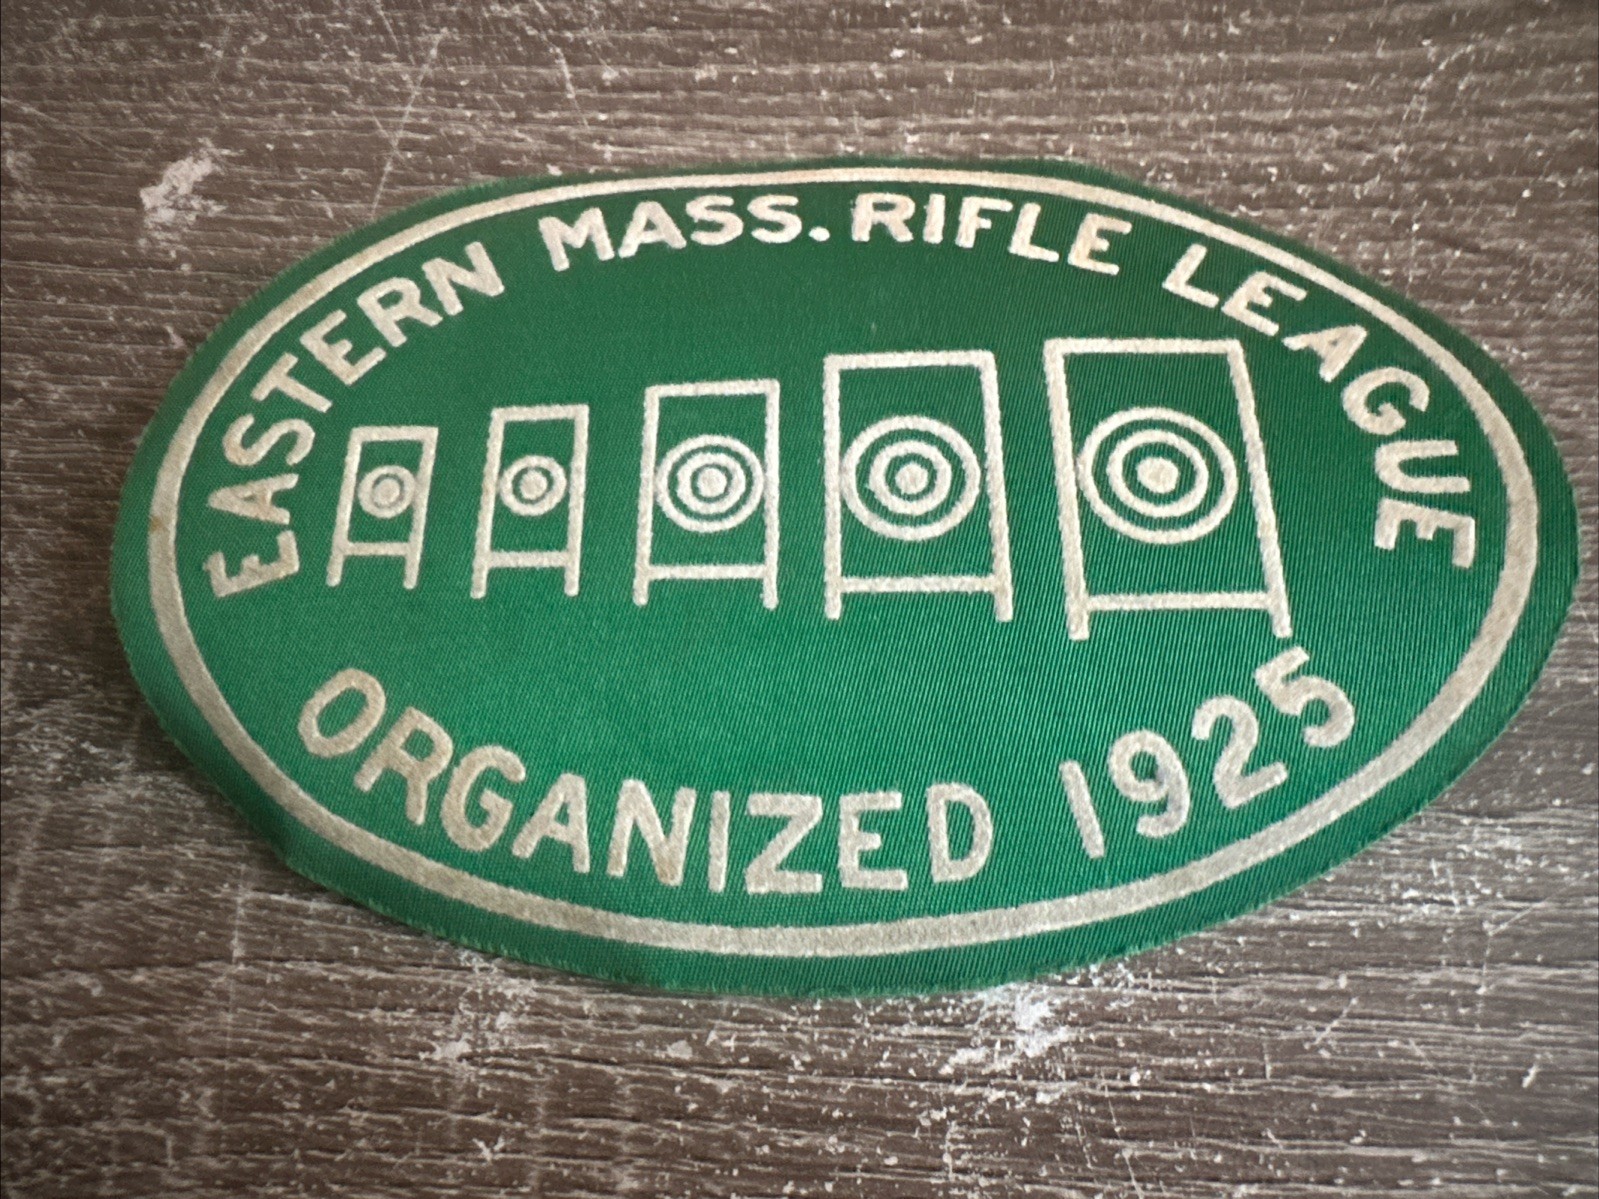 EASTERN MASS. RIFLE LEAGUE
ORGANIZED 1925